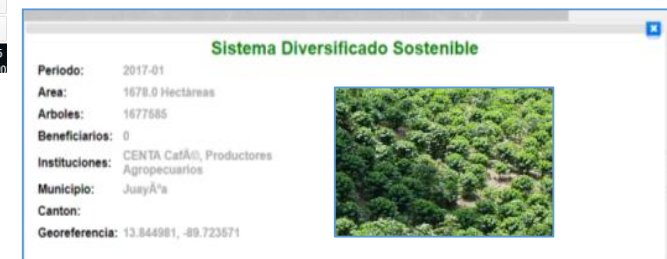 Sistema Diversificado Sostenible
Periodo: 2017-01
Area: 1678.0 Hectáreas
Arboles: 1677585
Beneficiarios: 0
Instituciones: CENTA CafÃ©, Productores
Agropecuarios
Municipio: JuayÃºa
Canton:
Georeferencia: 13.844981, -89.723571